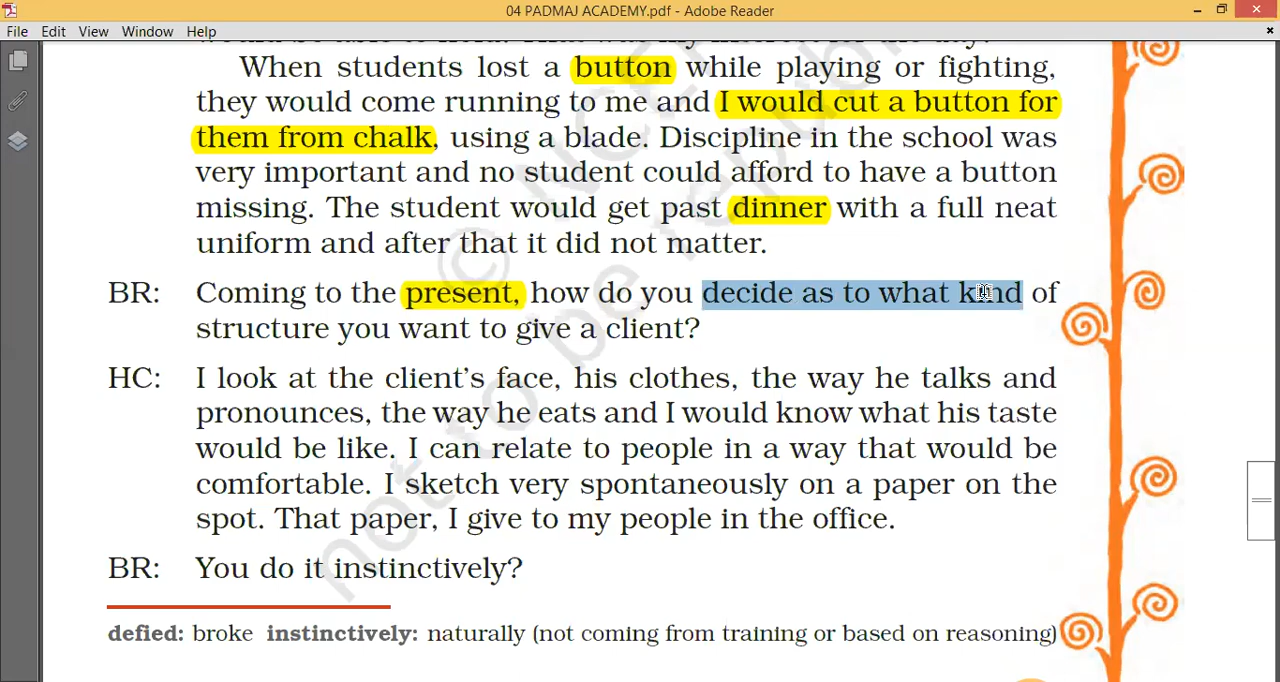 04 PADMAJ ACADEMY.pdf - Adobe Reader
File Edit View Window Help
When students lost a button while playing or fighting,
they would come running to me and I would cut a button for
them from chalk, using a blade. Discipline in the school was
very important and no student could afford to have a button
missing. The student would get past dinner with a full neat
uniform and after that it did not matter.
BR: Coming to the present, how do you decide as to what kind of
structure you want to give a client?
HC: I look at the client's face, his clothes, the way he talks and
pronounces, the way he eats and I would know what his taste
would be like. I can relate to people in a way that would be
comfortable. I sketch very spontaneously on a paper on the
spot. That paper, I give to my people in the office.
BR: You do it instinctively?
defied: broke instinctively: naturally (not coming from training or based on reasoning)
© NCERT
not to be republ